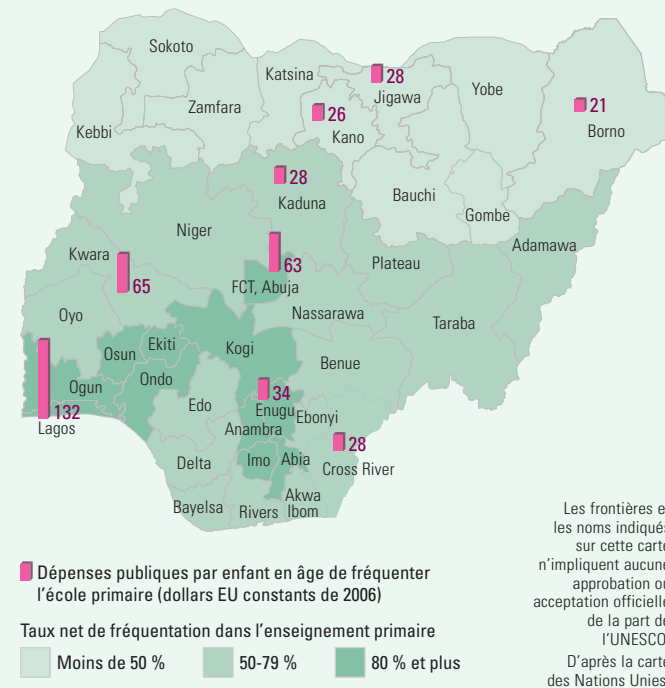 Sokoto
Katsina
28
Jigawa
Yobe
21
Borno
Zamfara
26
Kano
Kebbi
28
Kaduna
Bauchi
Gombe
Niger
Adamawa
Kwara
65
63
FCT, Abuja
Plateau
Nassarawa
Taraba
Oyo
Osun
Ekiti
Kogi
Benue
Ogun
Ondo
34
Enugu
Edo
Ebonyi
132
Lagos
Anambra
28
Cross River
Delta
Imo
Abia
Bayelsa
Rivers
Akwa
Ibom
Les frontières e
les noms indiqués
sur cette carte
n'impliquent aucune
approbation ou
acceptation officielle
de la part de
l'UNESCO
D'après la carte
des Nations Unies
Dépenses publiques par enfant en âge de fréquenter
l'école primaire (dollars EU constants de 2006)
Taux net de fréquentation dans l'enseignement primaire
Moins de 50 %
50-79 %
80 % et plus